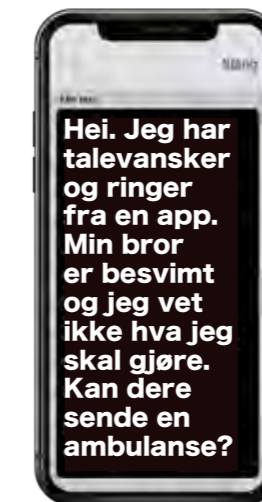 Hei. Jeg har
talevansker
og ringer
fra en app.
Min bror
er besvimt
og jeg vet
ikke hva jeg
skal gjøre.
Kan dere
sende en
ambulanse?